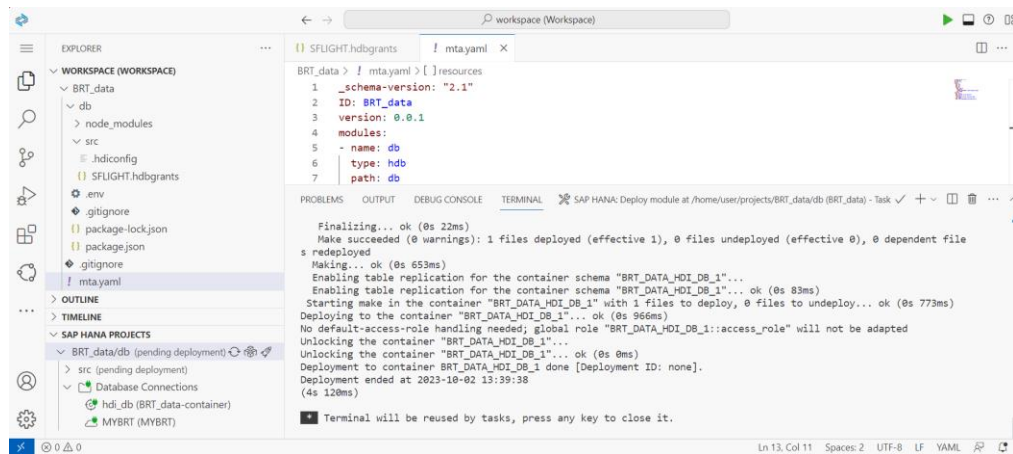 workspace (Workspace)
EXPLORER
WORKSPACE (WORKSPACE)
BRT_data
db
node_modules
src
.hdiconfig
SFLIGHT.hdbgrants
.env
.gitignore
package-lock.json
package.json
.gitignore
mta.yaml
OUTLINE
TIMELINE
SAP HANA PROJECTS
BRT_data/db (pending deployment)
src (pending deployment)
Database Connections
hdi_db (BRT_data-container)
MYBRT (MYBRT)
SFLIGHT.hdbgrants
mta.yaml
BRT_data > ! mta.yaml > [ ] resources
1 _schema-version: "2.1"
2 ID: BRT_data
3 version: 0.0.1
4 modules:
5 - name: db
6 type: hdb
7 path: db
PROBLEMS OUTPUT DEBUG CONSOLE TERMINAL SAP HANA: Deploy module at /home/user/projects/BRT_data/db (BRT_data) - Task
Finalizing... ok (0s 22ms)
Make succeeded (0 warnings): 1 files deployed (effective 1), 0 files undeployed (effective 0), 0 dependent file
s redeployed
Making... ok (0s 653ms)
Enabling table replication for the container schema "BRT_DATA_HDI_DB_1"...
Enabling table replication for the container schema "BRT_DATA_HDI_DB_1"... ok (0s 83ms)
Starting make in the container "BRT_DATA_HDI_DB_1" with 1 files to deploy, 0 files to undeploy... ok (0s 773ms)
Deploying to the container "BRT_DATA_HDI_DB_1"... ok (0s 966ms)
No default-access-role handling needed; global role "BRT_DATA_HDI_DB_1::access_role" will not be adapted
Unlocking the container "BRT_DATA_HDI_DB_1"...
Unlocking the container "BRT_DATA_HDI_DB_1"... ok (0s 0ms)
Deployment to container BRT_DATA_HDI_DB_1 done [Deployment ID: none].
Deployment ended at 2023-10-02 13:39:38
(4s 120ms)
* Terminal will be reused by tasks, press any key to close it.
0 0 Ln 13, Col 11 Spaces: 2 UTF-8 LF YAML